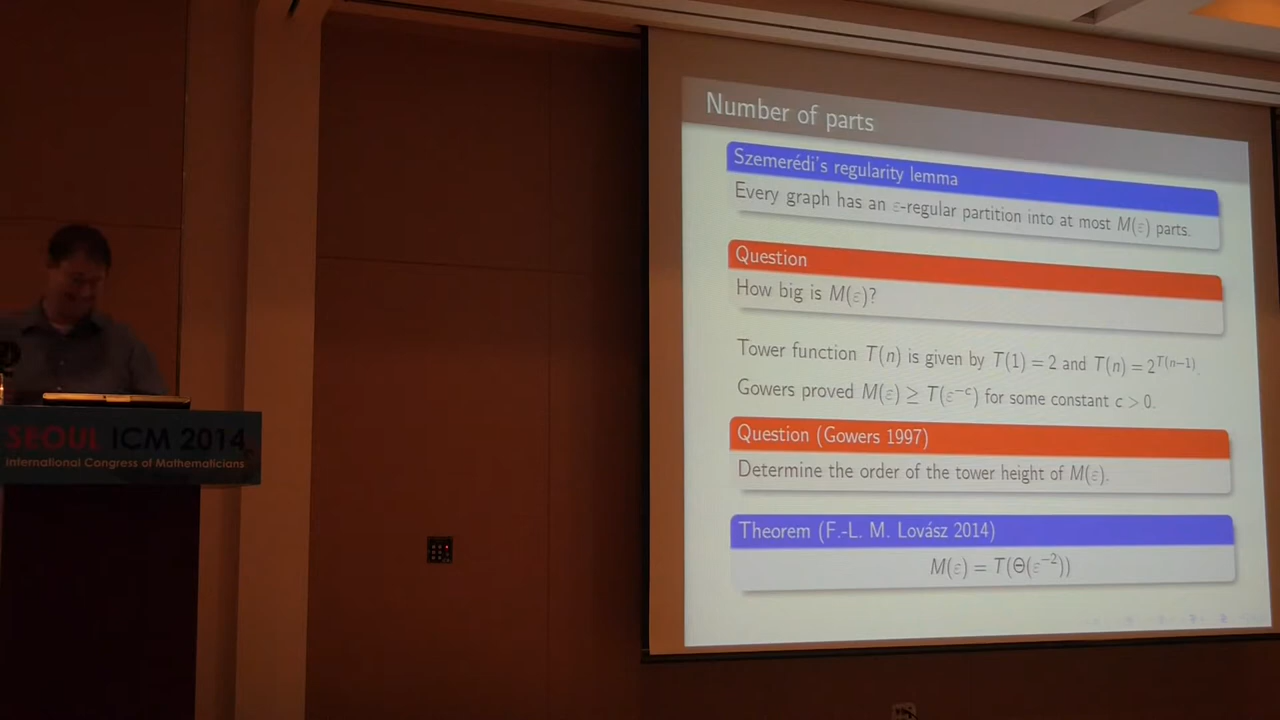 Number of parts
Szemerédi's regularity lemma
Every graph has an ε-regular partition into at most M(ε) parts.
Question
How big is M(ε)?
Tower function T(n) is given by T(1) = 2 and T(n) = 2^{T(n−1)}.
Gowers proved M(ε) ≥ T(ε^{−c}) for some constant c > 0.
Question (Gowers 1997)
Determine the order of the tower height of M(ε).
Theorem (F.-L. M. Lovász 2014)
M(ε) = T(Θ(ε^{−2}))
SEOUL ICM 2014
International Congress of Mathematicians